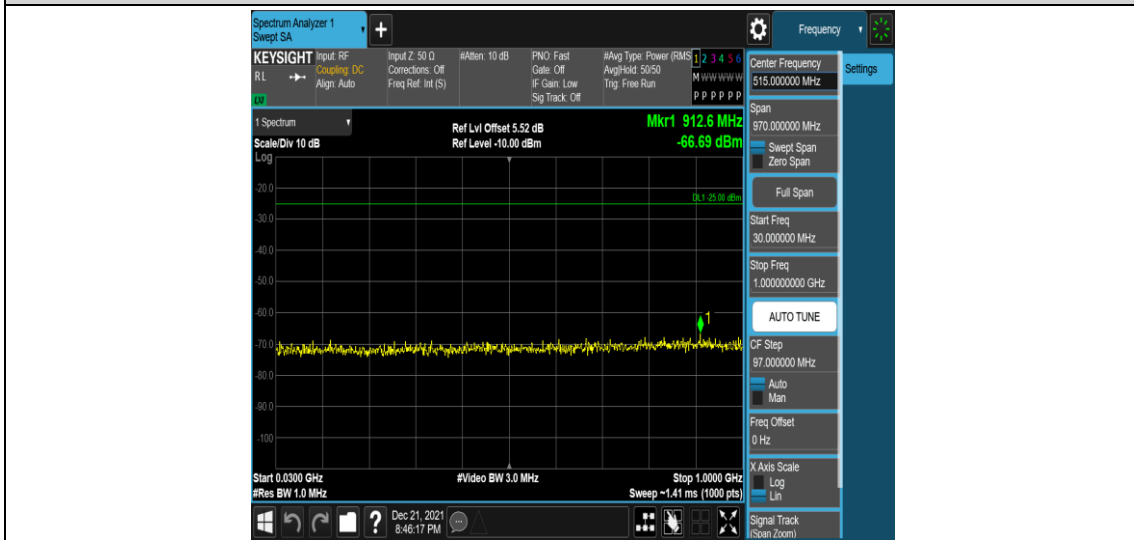 Spectrum Analyzer 1
Swept SA
+
Frequency
KEYSIGHT
RL
LXI
Input: RF
Coupling: DC
Align: Auto
Input Z: 50 Ω
Corrections: Off
Freq Ref: Int (S)
#Atten: 10 dB
PNO: Fast
Gate: Off
IF Gain: Low
Sig Track: Off
#Avg Type: Power (RMS
Avg|Hold: 50/50
Trig: Free Run
1 2 3 4 5 6
M W W W W W
P P P P P P
1 Spectrum
Scale/Div 10 dB
Log
Ref Lvl Offset 5.52 dB
Ref Level -10.00 dBm
Mkr1 912.6 MHz
-66.69 dBm
-20.0
DL1 -25.00 dBm
-30.0
-40.0
-50.0
-60.0
1
-70.0
-80.0
-90.0
-100
Start 0.0300 GHz
#Res BW 1.0 MHz
#Video BW 3.0 MHz
Stop 1.0000 GHz
Sweep ~1.41 ms (1000 pts)
?
Dec 21, 2021
8:46:17 PM
Center Frequency
515.000000 MHz
Settings
Span
970.000000 MHz
Swept Span
Zero Span
Full Span
Start Freq
30.000000 MHz
Stop Freq
1.000000000 GHz
AUTO TUNE
CF Step
97.000000 MHz
Auto
Man
Freq Offset
0 Hz
X Axis Scale
Log
Lin
Signal Track
(Span Zoom)